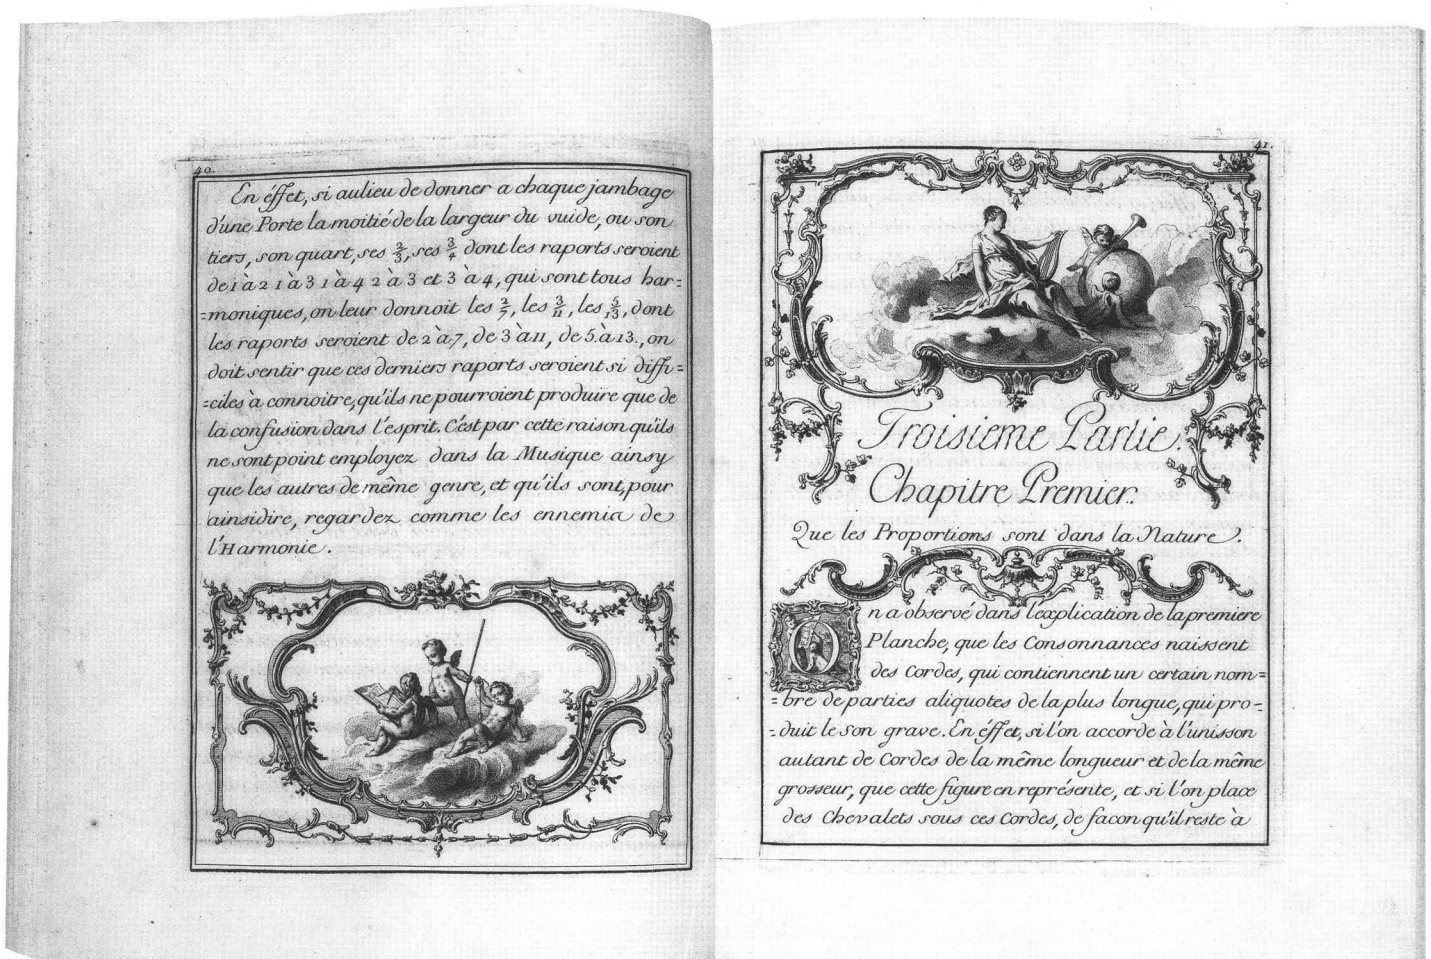 40.
En éffet, si aulieu de donner a chaque jambage
d'une Porte la moitié de la largeur du vuide, ou son
tiers, son quart, ses 2/3, ses 3/4 dont les raports seroient
de 1 à 2 1 à 3 1 à 4 2 à 3 et 3 à 4, qui sont tous har=
=moniques, on leur donnoit les 2/7, les 3/11, les 5/13, dont
les raports seroient de 2 à 7, de 3 à 11, de 5 à 13., on
doit sentir que ces derniers raports seroient si diffi=
=ciles à connoitre, qu'ils ne pourroient produire que de
la confusion dans l'esprit. C'est par cette raison qu'ils
ne sont point employez dans la Musique ainsy
que les autres de même genre, et qu'ils sont, pour
ainsidire, regardez comme les ennemis de
l'Harmonie.
41.
Troisieme Partie.
Chapitre Premier.
Que les Proportions sont dans la Nature.
On a observé dans l'explication de la premiere
Planche, que les Consonnances naissent
des Cordes, qui contiennent un certain nom=
=bre de parties aliquotes de la plus longue, qui pro=
=duit le son grave. En éffet, si l'on accorde à l'unisson
autant de Cordes de la même longueur et de la même
grosseur, que cette figure en représente, et si l'on place
des Chevalets sous ces Cordes, de facon qu'il reste à